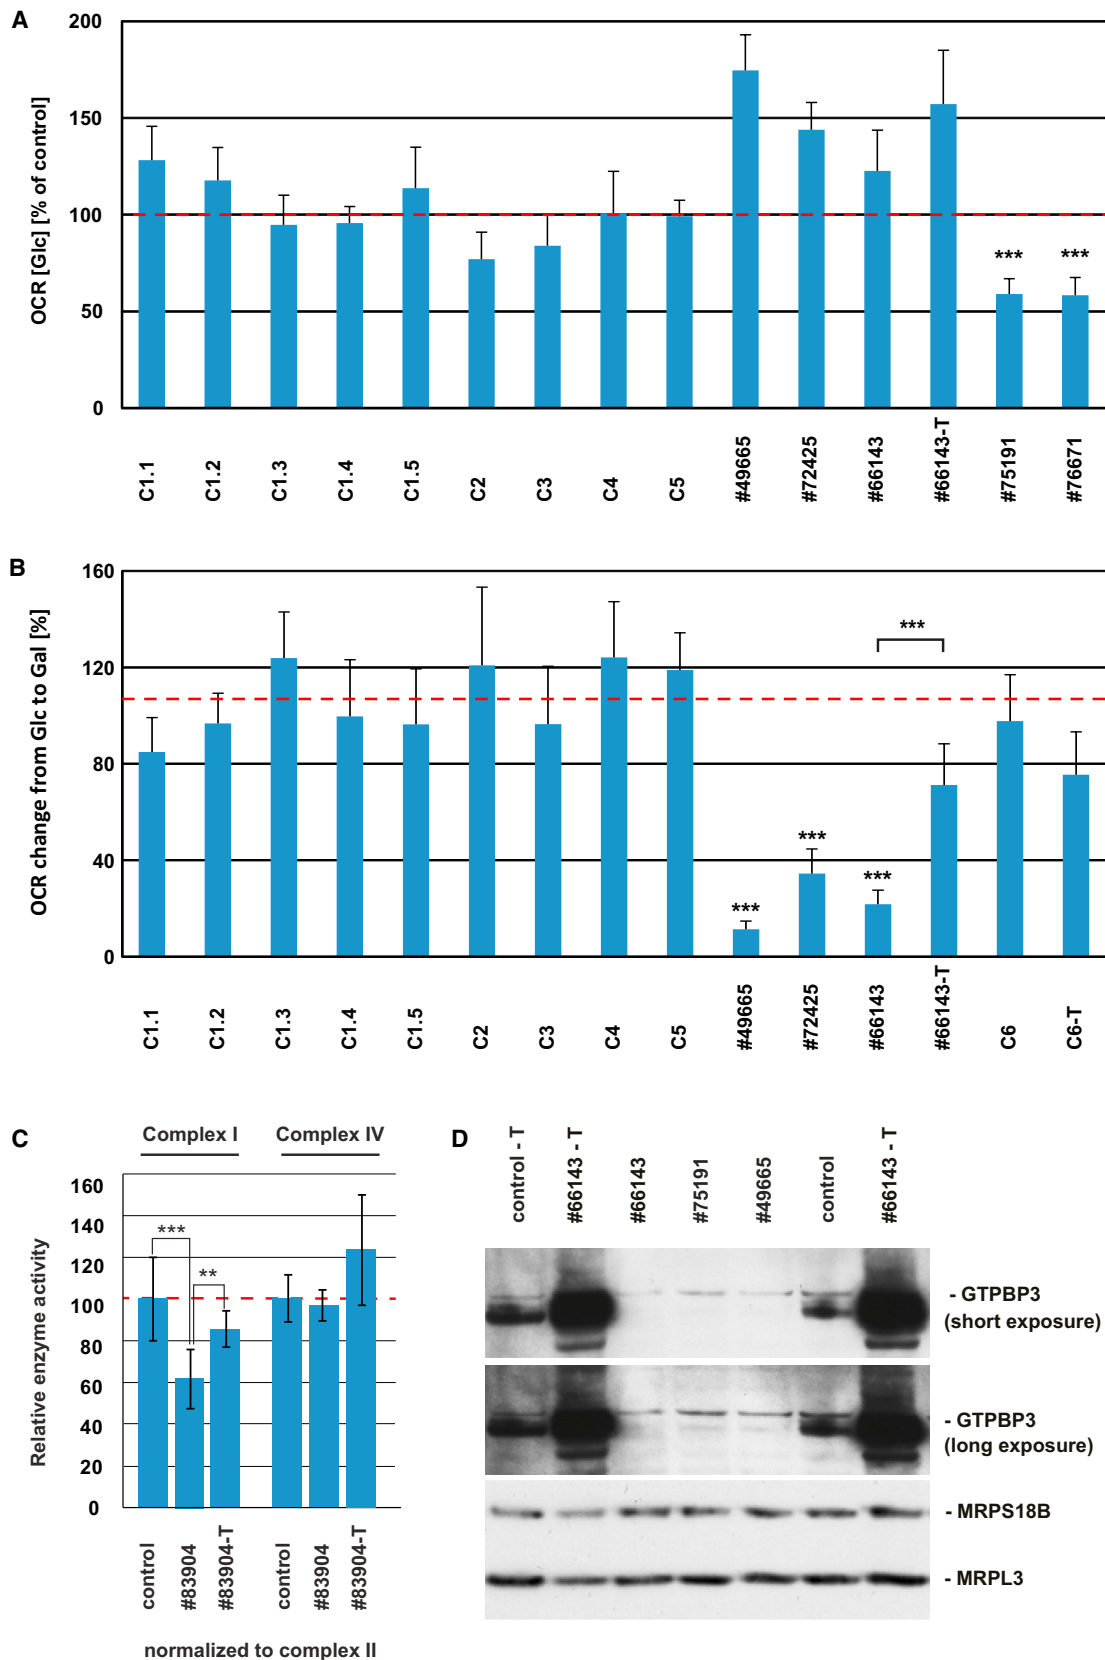 A
OCR [Glc] [% of control]
200
150
100
50
0
*** ***
C1.1 C1.2 C1.3 C1.4 C1.5 C2 C3 C4 C5 #49665 #72425 #66143 #66143-T #75191 #76671
B
OCR change from Glc to Gal [%]
160
120
80
40
0
***
*** *** ***
C1.1 C1.2 C1.3 C1.4 C1.5 C2 C3 C4 C5 #49665 #72425 #66143 #66143-T C6 C6-T
C
Complex I Complex IV
Relative enzyme activity
160
140
120
100
80
60
40
20
0
***
**
control #83904 #83904-T control #83904 #83904-T
normalized to complex II
D
control - T #66143 - T #66143 #75191 #49665 control #66143 - T
- GTPBP3
(short exposure)
- GTPBP3
(long exposure)
- MRPS18B
- MRPL3